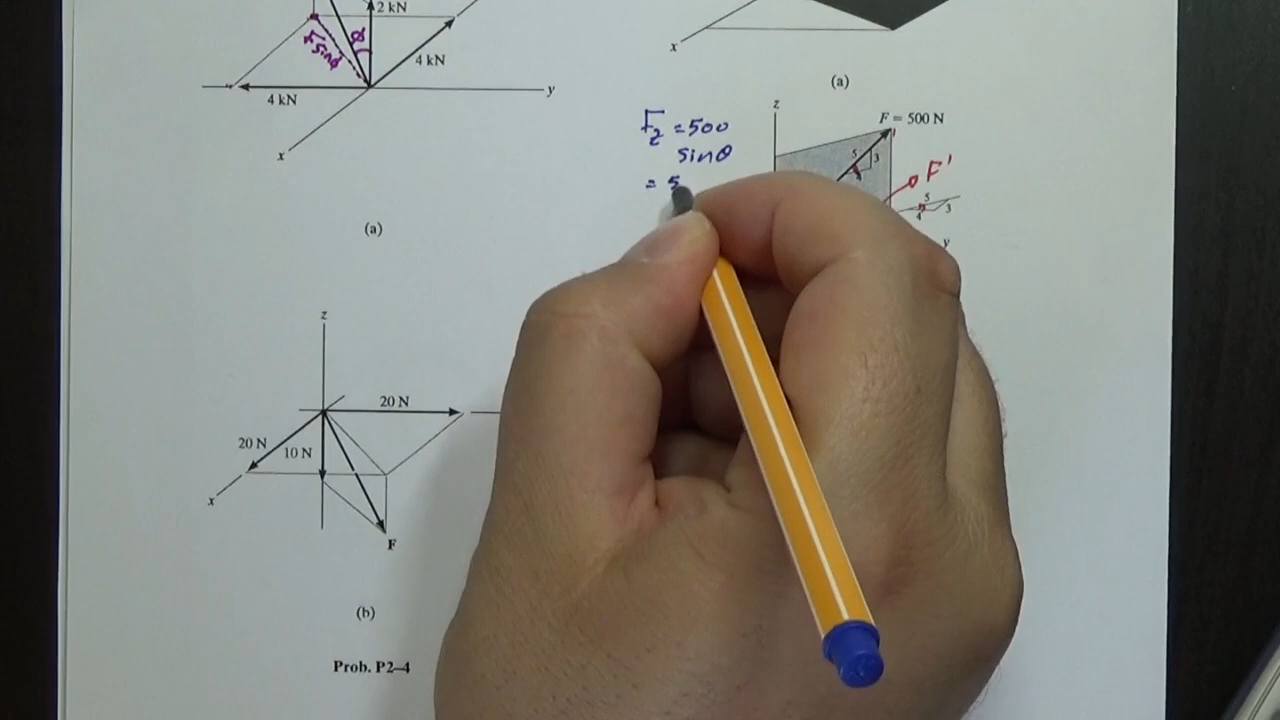 2 kN
α
F sinϕ
4 kN
4 kN
y
x
(a)
x
(a)
z
F = 500 N
Fz = 500
sinθ
= 5
5
3
F'
5
4
3
y
z
20 N
20 N
10 N
x
F
(b)
Prob. P2–4